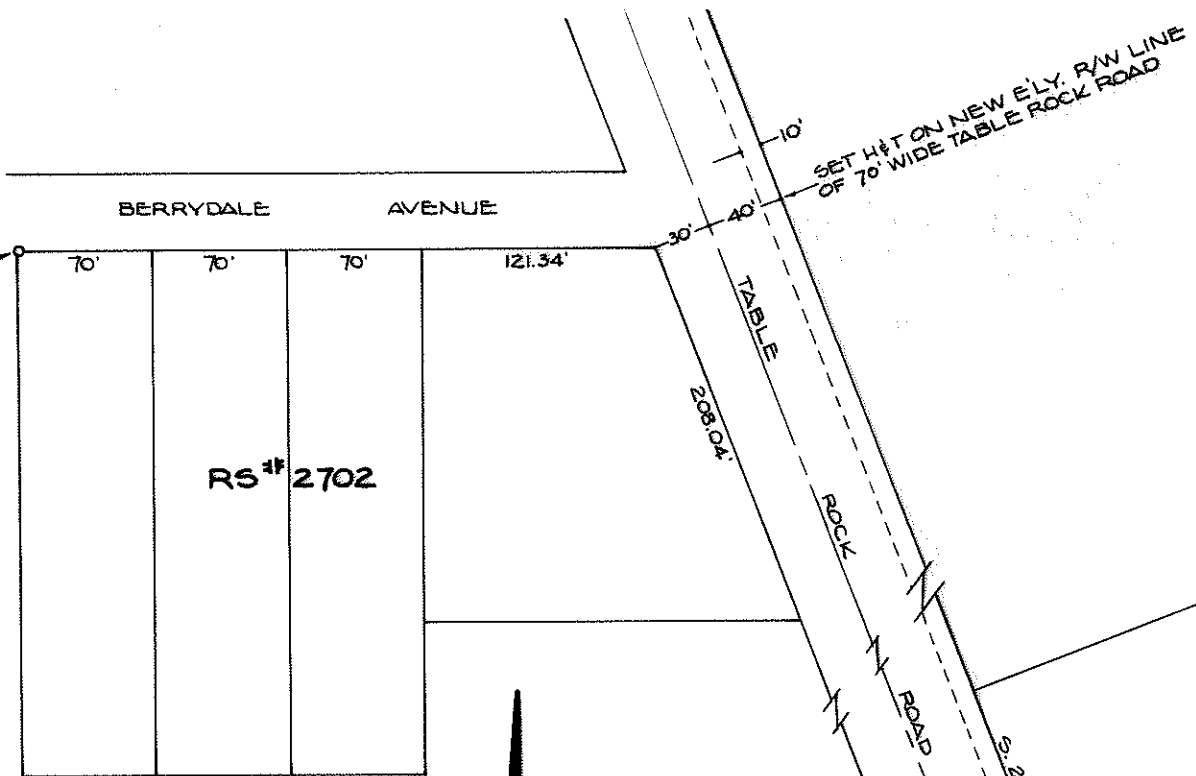 10'
SET H&T ON NEW E'LY. R/W LINE
OF 70' WIDE TABLE ROCK ROAD
BERRYDALE AVENUE
30' 40'
70' 70' 70' 121.34'
TABLE
208.04'
RS # 2702
ROCK
ROAD
S. 2